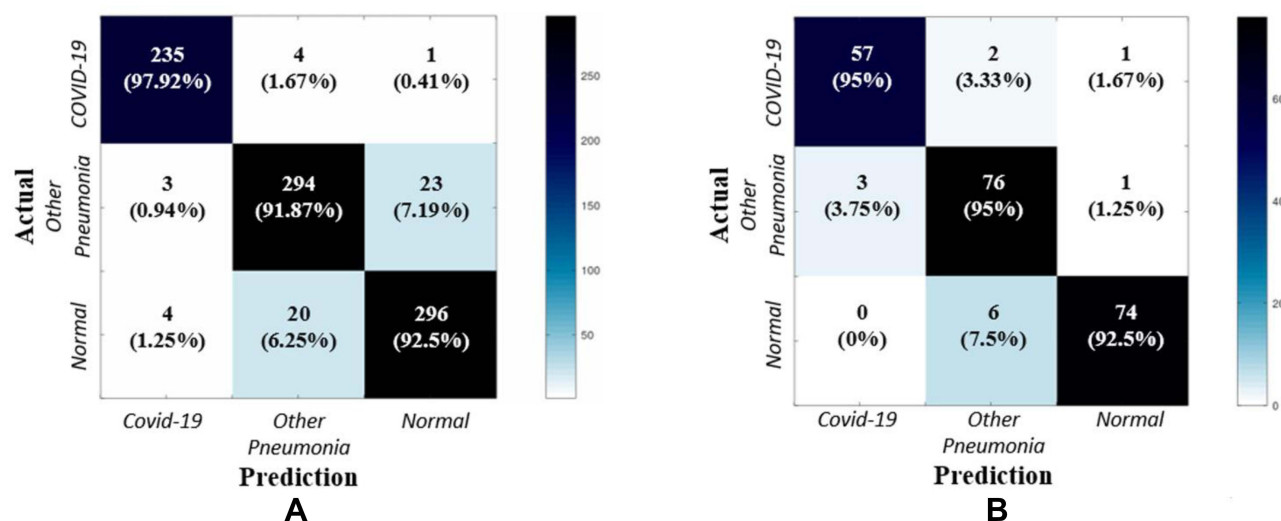 COVID-19
235
(97.92%)
4
(1.67%)
1
(0.41%)
Actual
Other
Pneumonia
3
(0.94%)
294
(91.87%)
23
(7.19%)
Normal
4
(1.25%)
20
(6.25%)
296
(92.5%)
250
200
150
100
50
Covid-19
Other
Pneumonia
Normal
Prediction
A
COVID-19
57
(95%)
2
(3.33%)
1
(1.67%)
Actual
Other
Pneumonia
3
(3.75%)
76
(95%)
1
(1.25%)
Normal
0
(0%)
6
(7.5%)
74
(92.5%)
60
40
20
0
Covid-19
Other
Pneumonia
Normal
Prediction
B